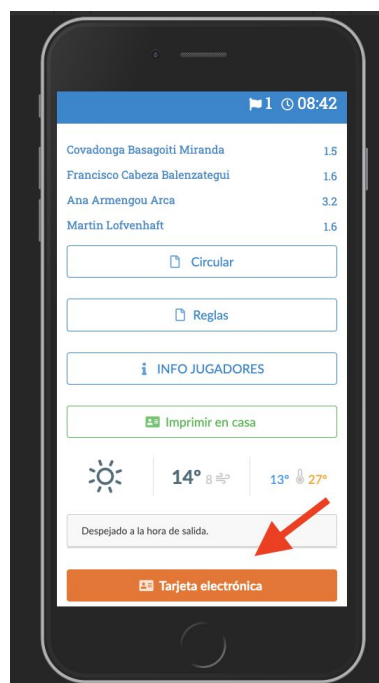 1 08:42
Covadonga Basagoiti Miranda 1.5
Francisco Cabeza Balenzategui 1.6
Ana Armengou Arca 3.2
Martin Lofvenhaft 1.6
Circular
Reglas
INFO JUGADORES
Imprimir en casa
14° 8 13° 27°
Despejado a la hora de salida.
Tarjeta electrónica